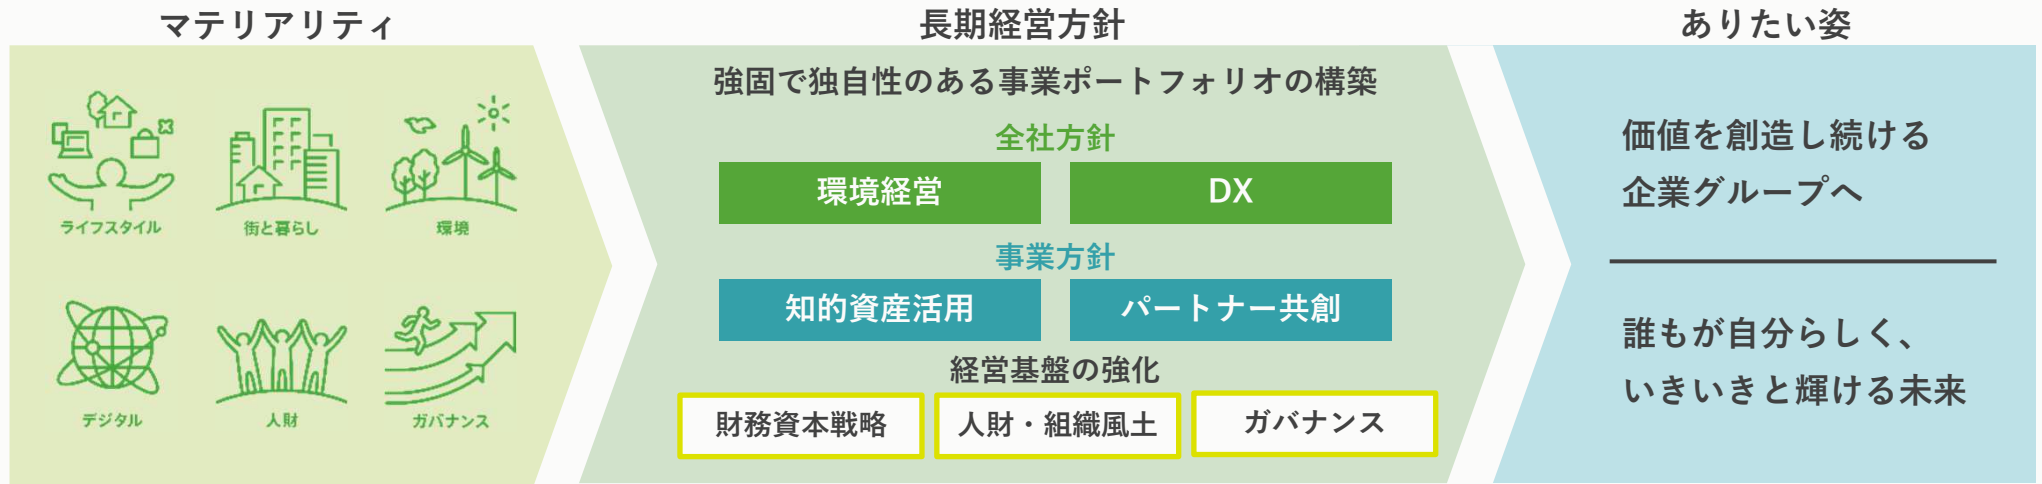 マテリアリティ
ライフスタイル
街と暮らし
環境
デジタル
人財
ガバナンス
長期経営方針
強固で独自性のある事業ポートフォリオの構築
全社方針
環境経営
DX
事業方針
知的資産活用
パートナー共創
経営基盤の強化
財務資本戦略
人財・組織風土
ガバナンス
ありたい姿
価値を創造し続ける
企業グループへ
誰もが自分らしく、
いきいきと輝ける未来